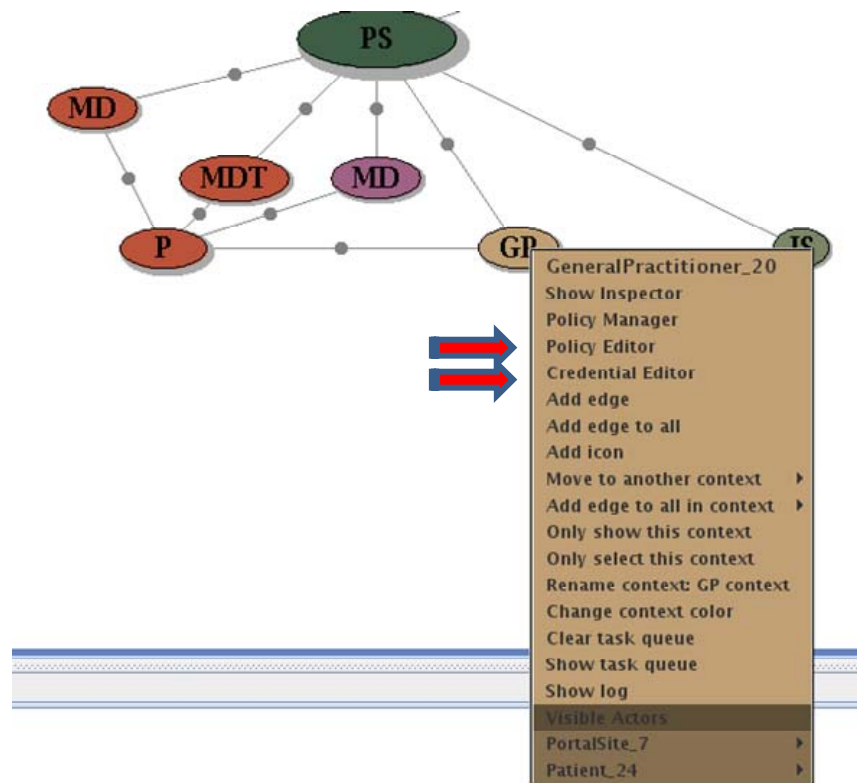 PS
MD
MDT
MD
P
GP
IS
GeneralPractitioner_20
Show Inspector
Policy Manager
Policy Editor
Credential Editor
Add edge
Add edge to all
Add icon
Move to another context
Add edge to all in context
Only show this context
Only select this context
Rename context: GP context
Change context color
Clear task queue
Show task queue
Show log
Visible Actors
PortalSite_7
Patient_24